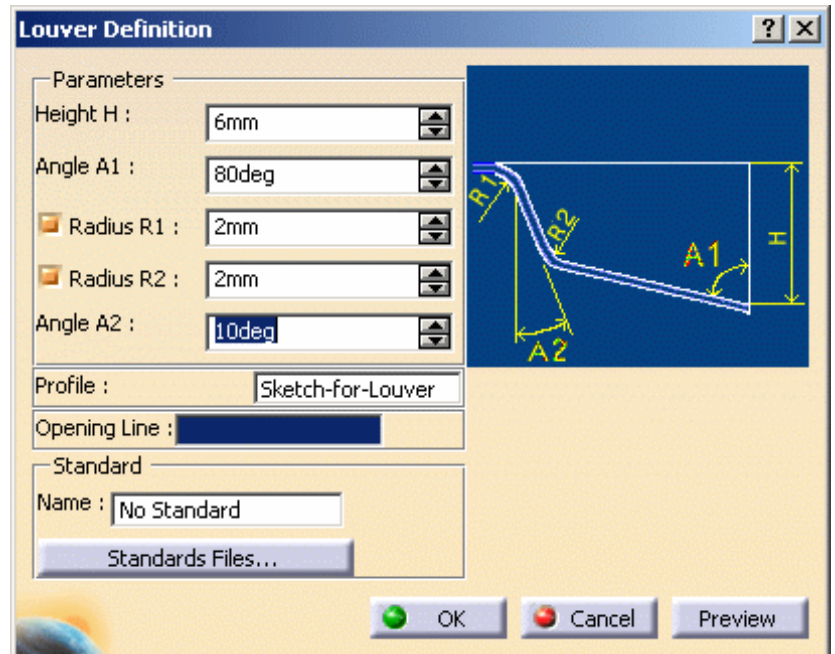 Louver Definition
? X
Parameters
Height H : 6mm
Angle A1 : 80deg
Radius R1 : 2mm
Radius R2 : 2mm
Angle A2 : 10deg
R1
R2
A1
H
A2
Profile : Sketch-for-Louver
Opening Line :
Standard
Name : No Standard
Standards Files...
OK Cancel Preview